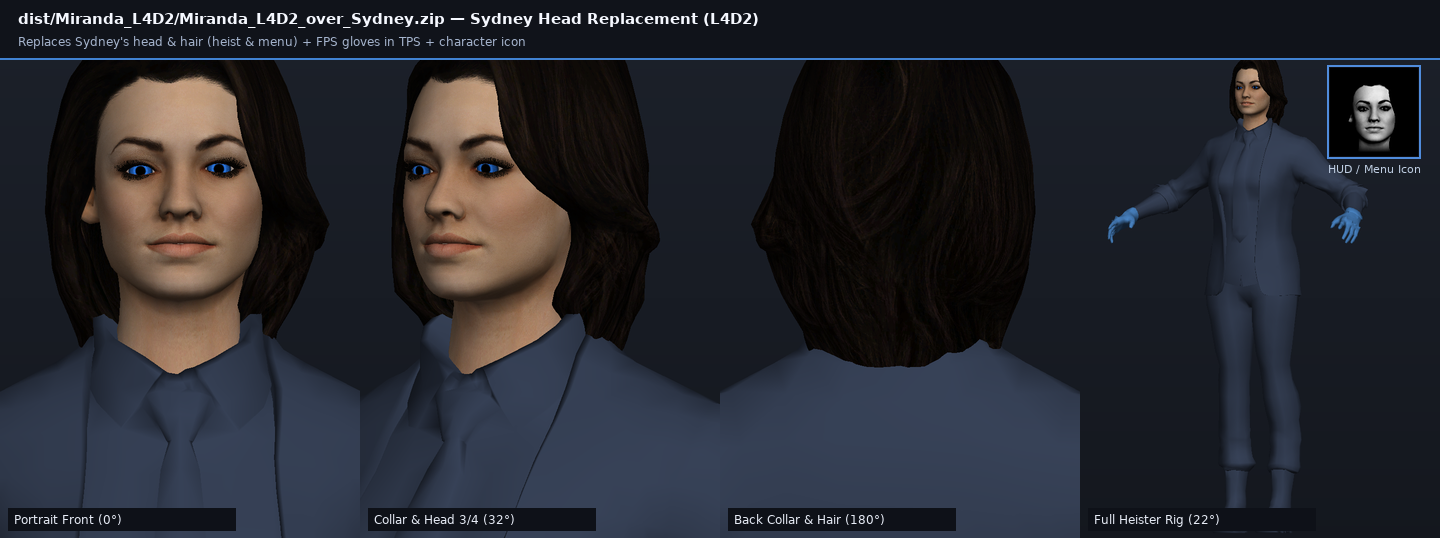 dist/Miranda_L4D2/Miranda_L4D2_over_Sydney.zip — Sydney Head Replacement (L4D2)
Replaces Sydney's head & hair (heist & menu) + FPS gloves in TPS + character icon
HUD / Menu Icon
Portrait Front (0°)
Collar & Head 3/4 (32°)
Back Collar & Hair (180°)
Full Heister Rig (22°)